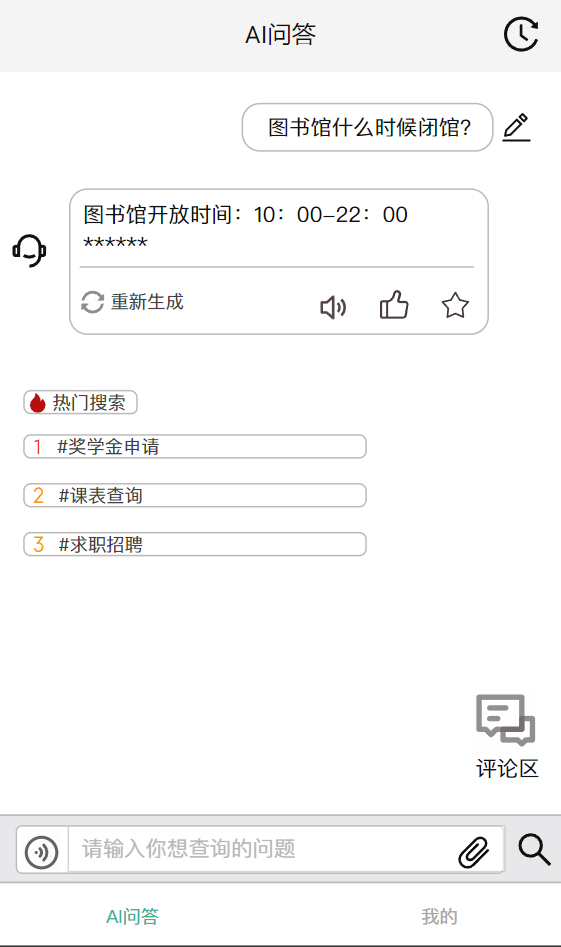 AI问答
图书馆什么时候闭馆?
图书馆开放时间：10：00-22：00
******
重新生成
热门搜索
1 #奖学金申请
2 #课表查询
3 #求职招聘
评论区
请输入你想查询的问题
AI问答 我的